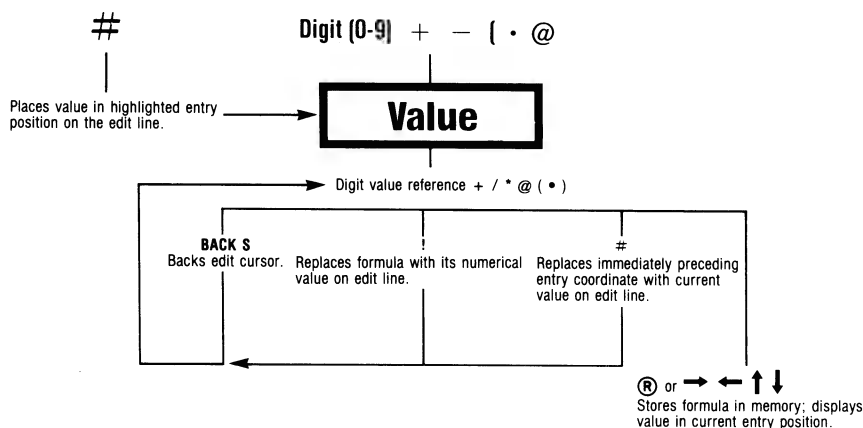 #
Digit (0-9) + − ( · @
Places value in highlighted entry
position on the edit line.
Value
Digit value reference + / * @ ( • )
BACK S
Backs edit cursor.
!
Replaces formula with its numerical
value on edit line.
#
Replaces immediately preceding
entry coordinate with current
value on edit line.
Ⓡ or → ← ↑ ↓
Stores formula in memory; displays
value in current entry position.